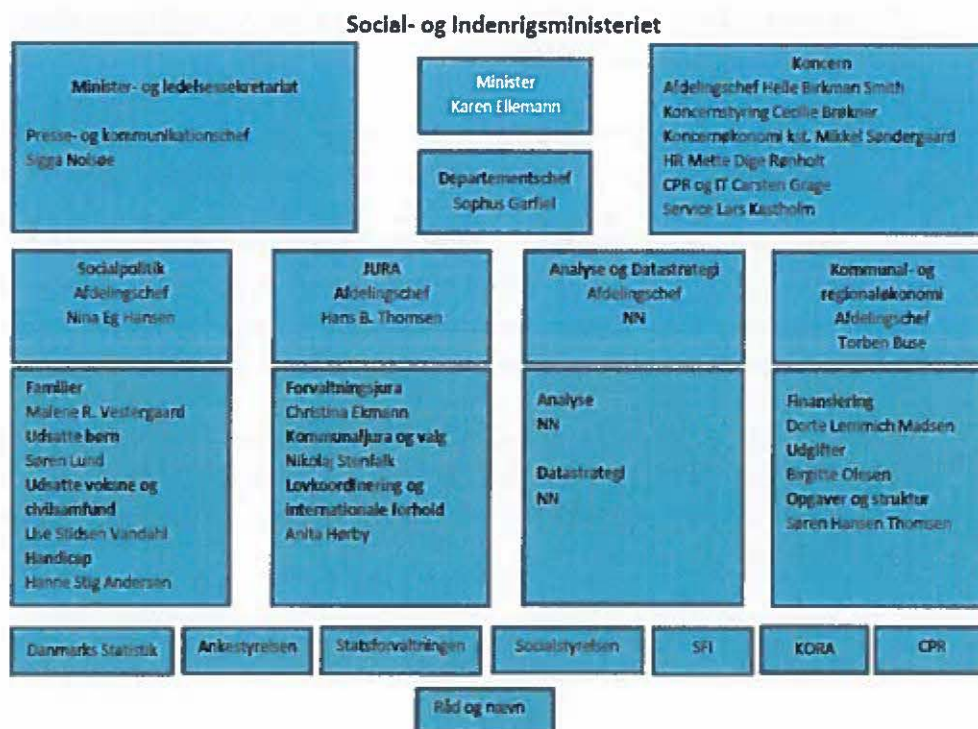 Social- og Indenrigsministeriet
Minister- og ledelsessekretariat
Presse- og kommunikationschef
Sigga Nolsøe
Minister
Karen Ellemann
Departementschef
Sophus Garfiel
Koncern
Afdelingschef Helle Birkman Smith
Koncernstyring Cecilie Brøkner
Koncernøkonomi kst. Mikkel Søndergaard
HR Mette Dige Rønholt
CPR og IT Carsten Grage
Service Lars Kastholm
Socialpolitik
Afdelingschef
Nina Eg Hansen
JURA
Afdelingschef
Hans B. Thomsen
Analyse og Datastrategi
Afdelingschef
NN
Kommunal- og
regionaløkonomi
Afdelingschef
Torben Buse
Familier
Malene R. Vestergaard
Udsatte børn
Søren Lund
Udsatte voksne og
civilsamfund
Lise Stidsen Vandahl
Handicap
Hanne Stig Andersen
Forvaltningsjura
Christina Ekmann
Kommunaljura og valg
Nikolaj Stenfalk
Lovkoordinering og
internationale forhold
Anita Hørby
Analyse
NN
Datastrategi
NN
Finansiering
Dorte Lemmich Madsen
Udgifter
Birgitte Olesen
Opgaver og struktur
Søren Hansen Thomsen
Danmarks Statistik
Ankestyrelsen
Statsforvaltningen
Socialstyrelsen
SFI
KORA
CPR
Råd og nævn